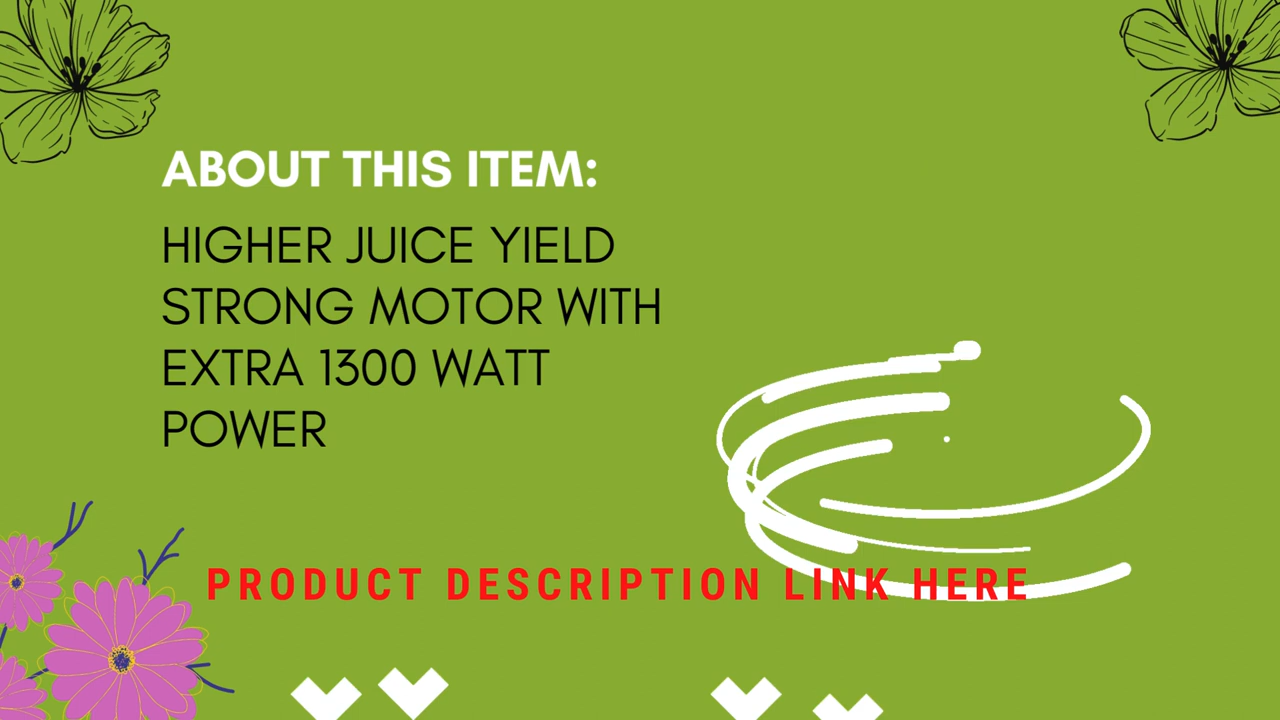 ABOUT THIS ITEM:
HIGHER JUICE YIELD
STRONG MOTOR WITH
EXTRA 1300 WATT
POWER
PRODUCT DESCRIPTION LINK HERE